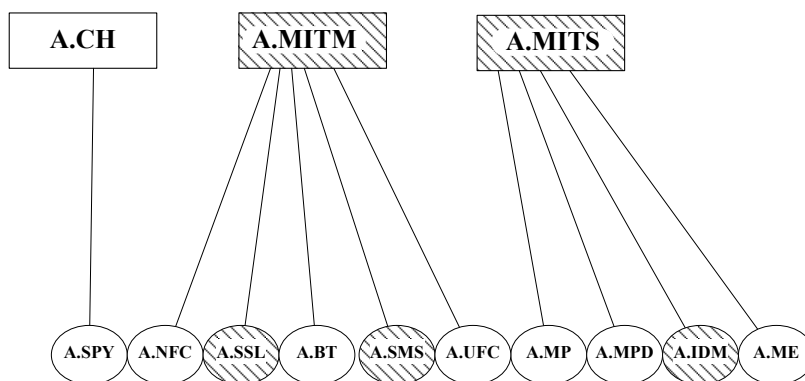 A.CH
A.MITM
A.MITS
A.SPY
A.NFC
A.SSL
A.BT
A.SMS
A.UFC
A.MP
A.MPD
A.IDM
A.ME